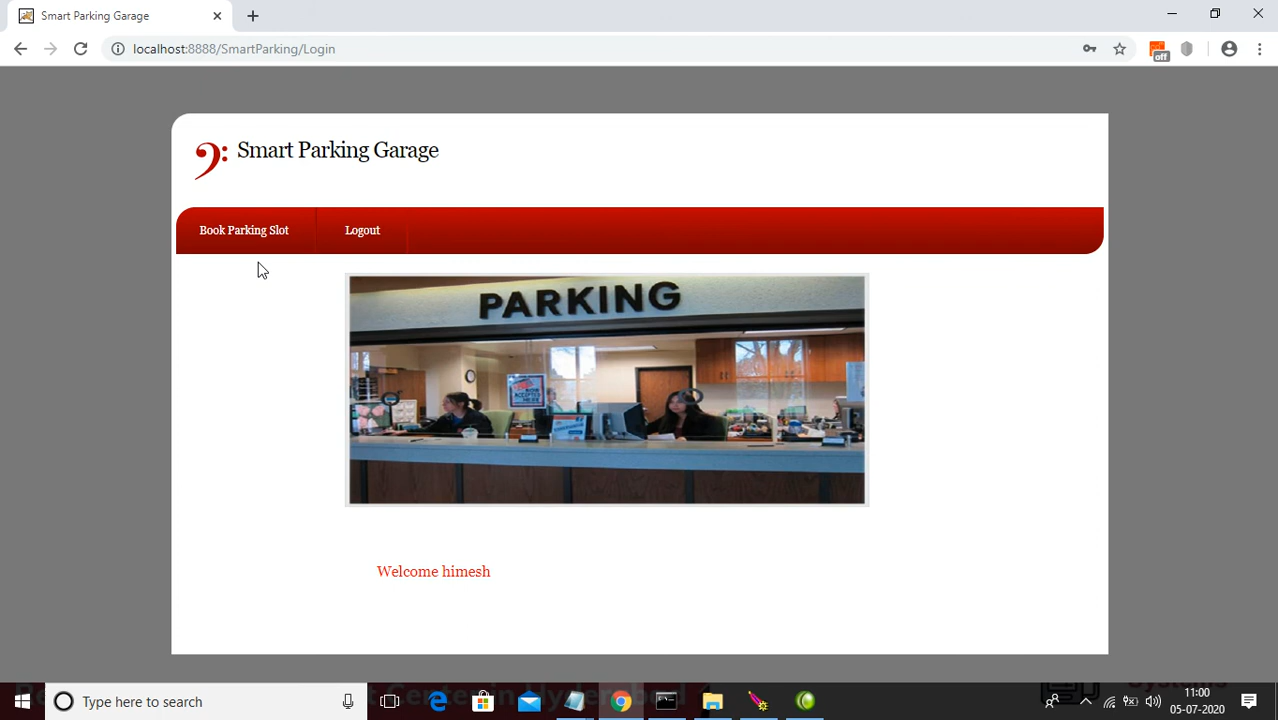 Smart Parking Garage
localhost:8888/SmartParking/Login
off
Smart Parking Garage
Book Parking Slot
Logout
PARKING
Welcome himesh
Type here to search
11:00
05-07-2020